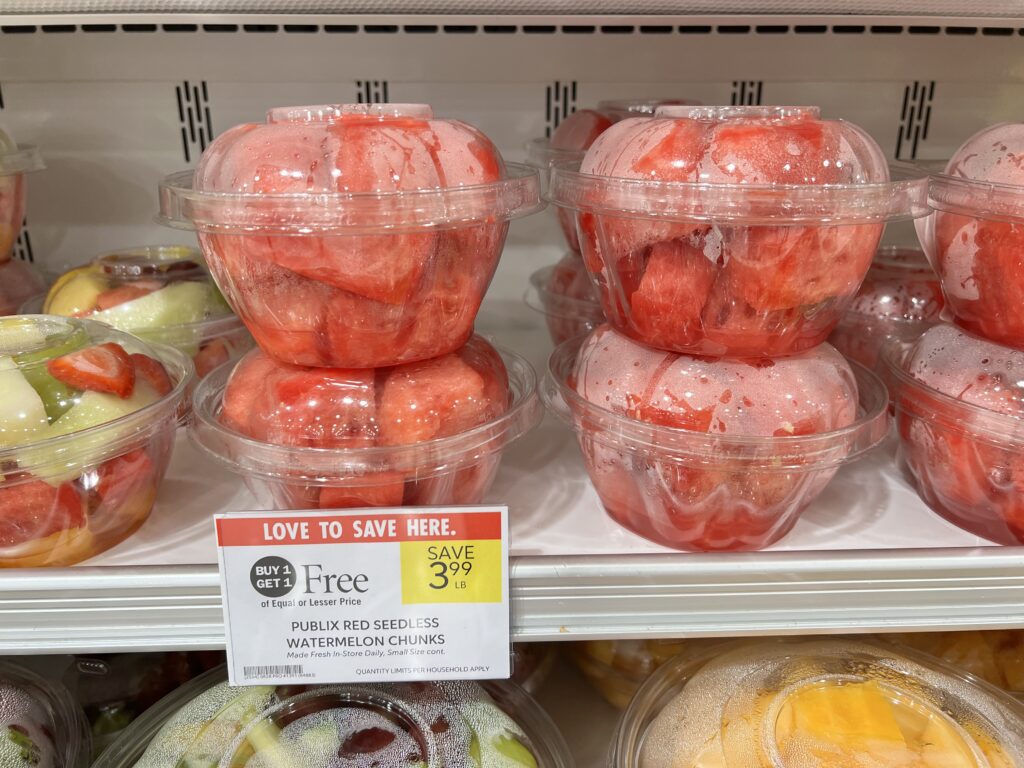 LOVE TO SAVE HERE.
BUY 1
GET 1
Free
of Equal or Lesser Price
SAVE
3.99
LB
PUBLIX RED SEEDLESS
WATERMELON CHUNKS
Made Fresh In-Store Daily, Small Size cont.
QUANTITY LIMITS PER HOUSEHOLD APPLY